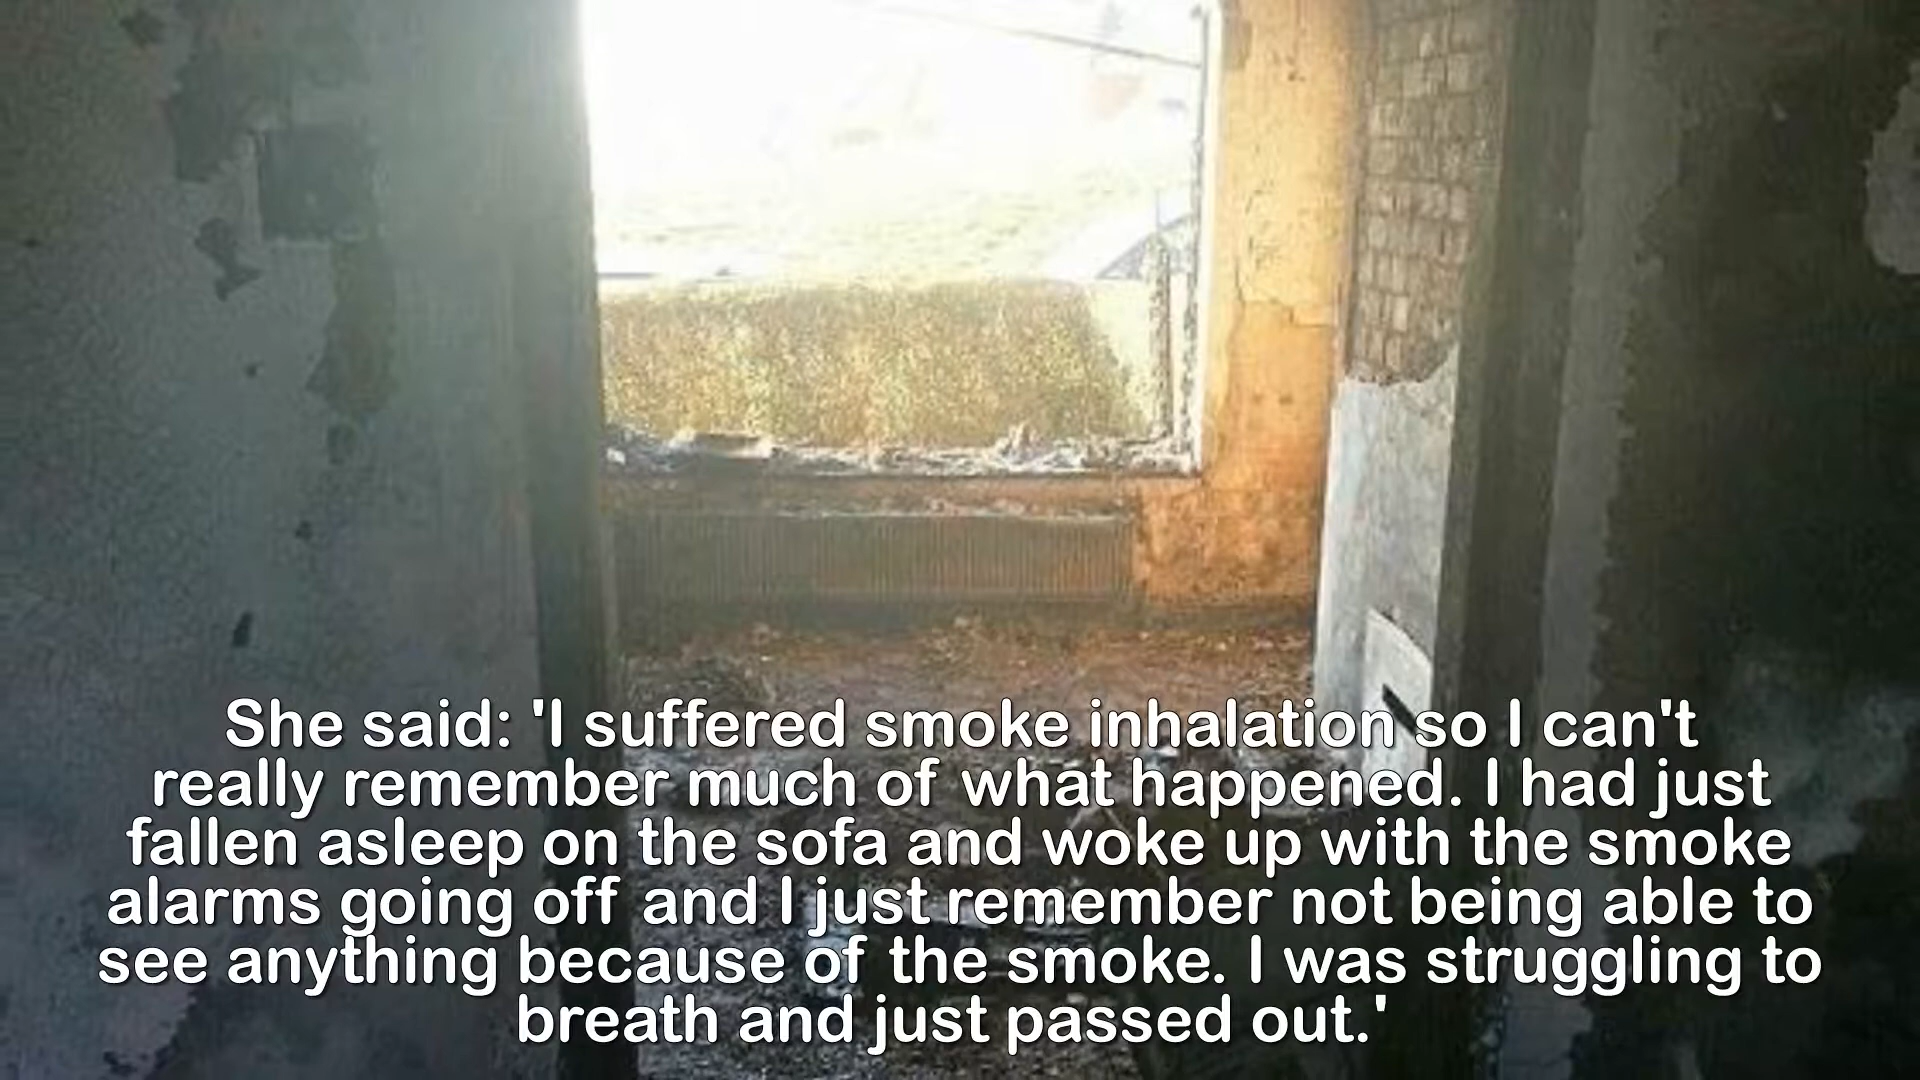 She said: 'I suffered smoke inhalation so I can't
really remember much of what happened. I had just
fallen asleep on the sofa and woke up with the smoke
alarms going off and I just remember not being able to
see anything because of the smoke. I was struggling to
breath and just passed out.'